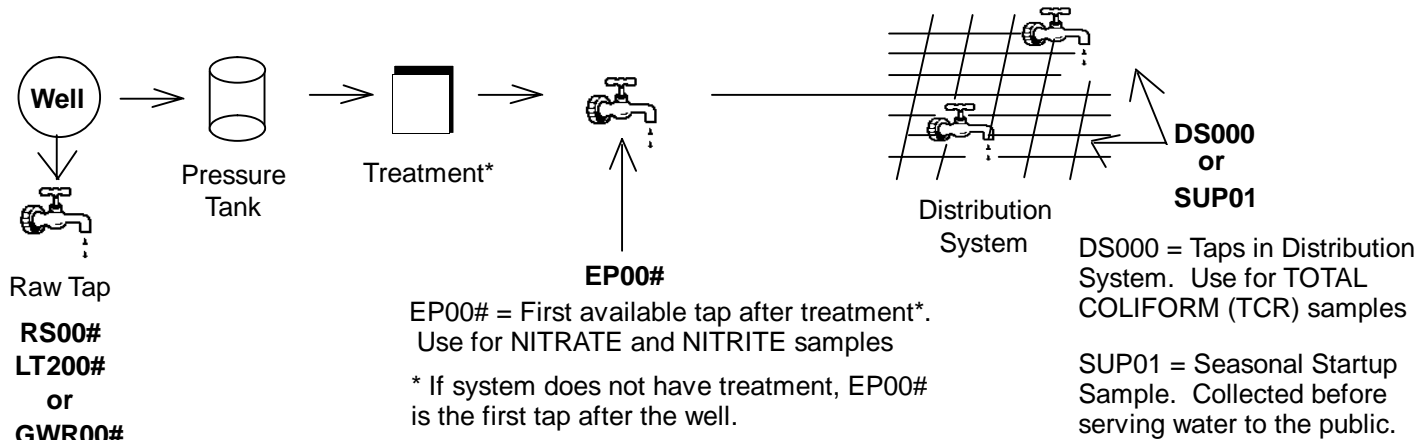 Well
Pressure
Tank
Treatment*
Raw Tap
RS00#
LT200#
or
GWR00#
EP00#
EP00# = First available tap after treatment*.
Use for NITRATE and NITRITE samples
* If system does not have treatment, EP00#
is the first tap after the well.
Distribution
System
DS000
or
SUP01
DS000 = Taps in Distribution
System. Use for TOTAL
COLIFORM (TCR) samples
SUP01 = Seasonal Startup
Sample. Collected before
serving water to the public.